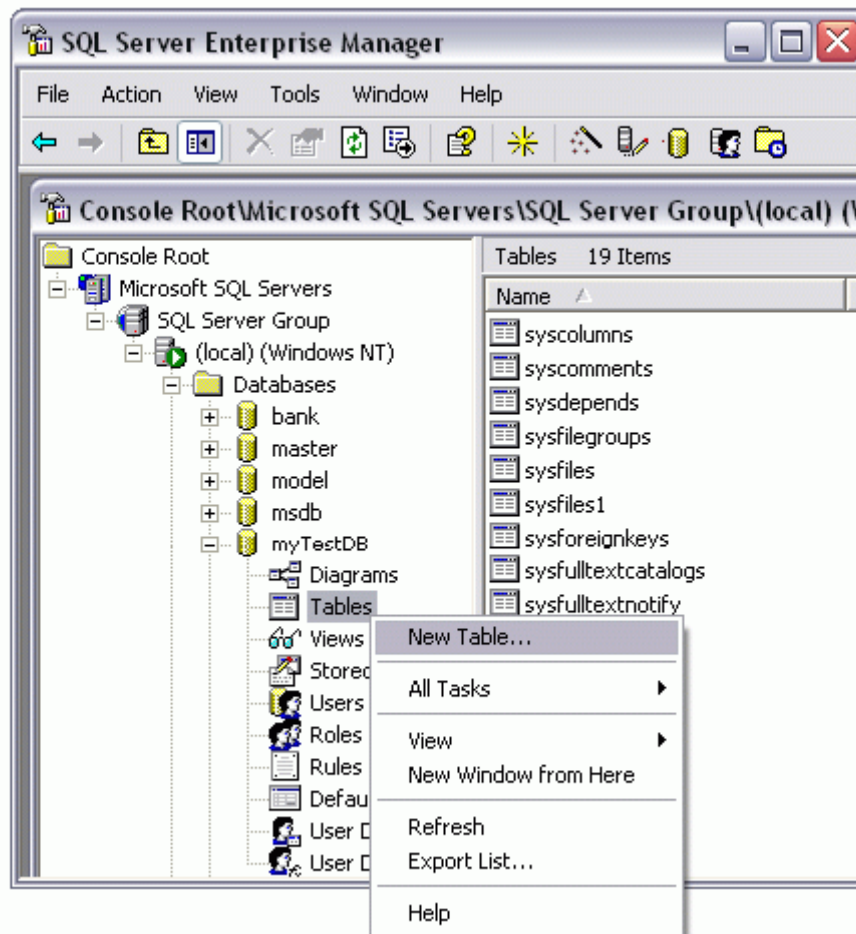 SQL Server Enterprise Manager
File Action View Tools Window Help
Console Root\Microsoft SQL Servers\SQL Server Group\(local) (
Console Root
Microsoft SQL Servers
SQL Server Group
(local) (Windows NT)
Databases
bank
master
model
msdb
myTestDB
Diagrams
Tables
Views
Stored
Users
Roles
Rules
User
User
Tables 19 Items
Name
syscolumns
syscomments
sysdepends
sysfilegroups
sysfiles
sysfiles1
sysforeignkeys
sysfulltextcatalogs
sysfulltextnotify
New Table...
All Tasks
View
New Window from Here
Refresh
Export List...
Help